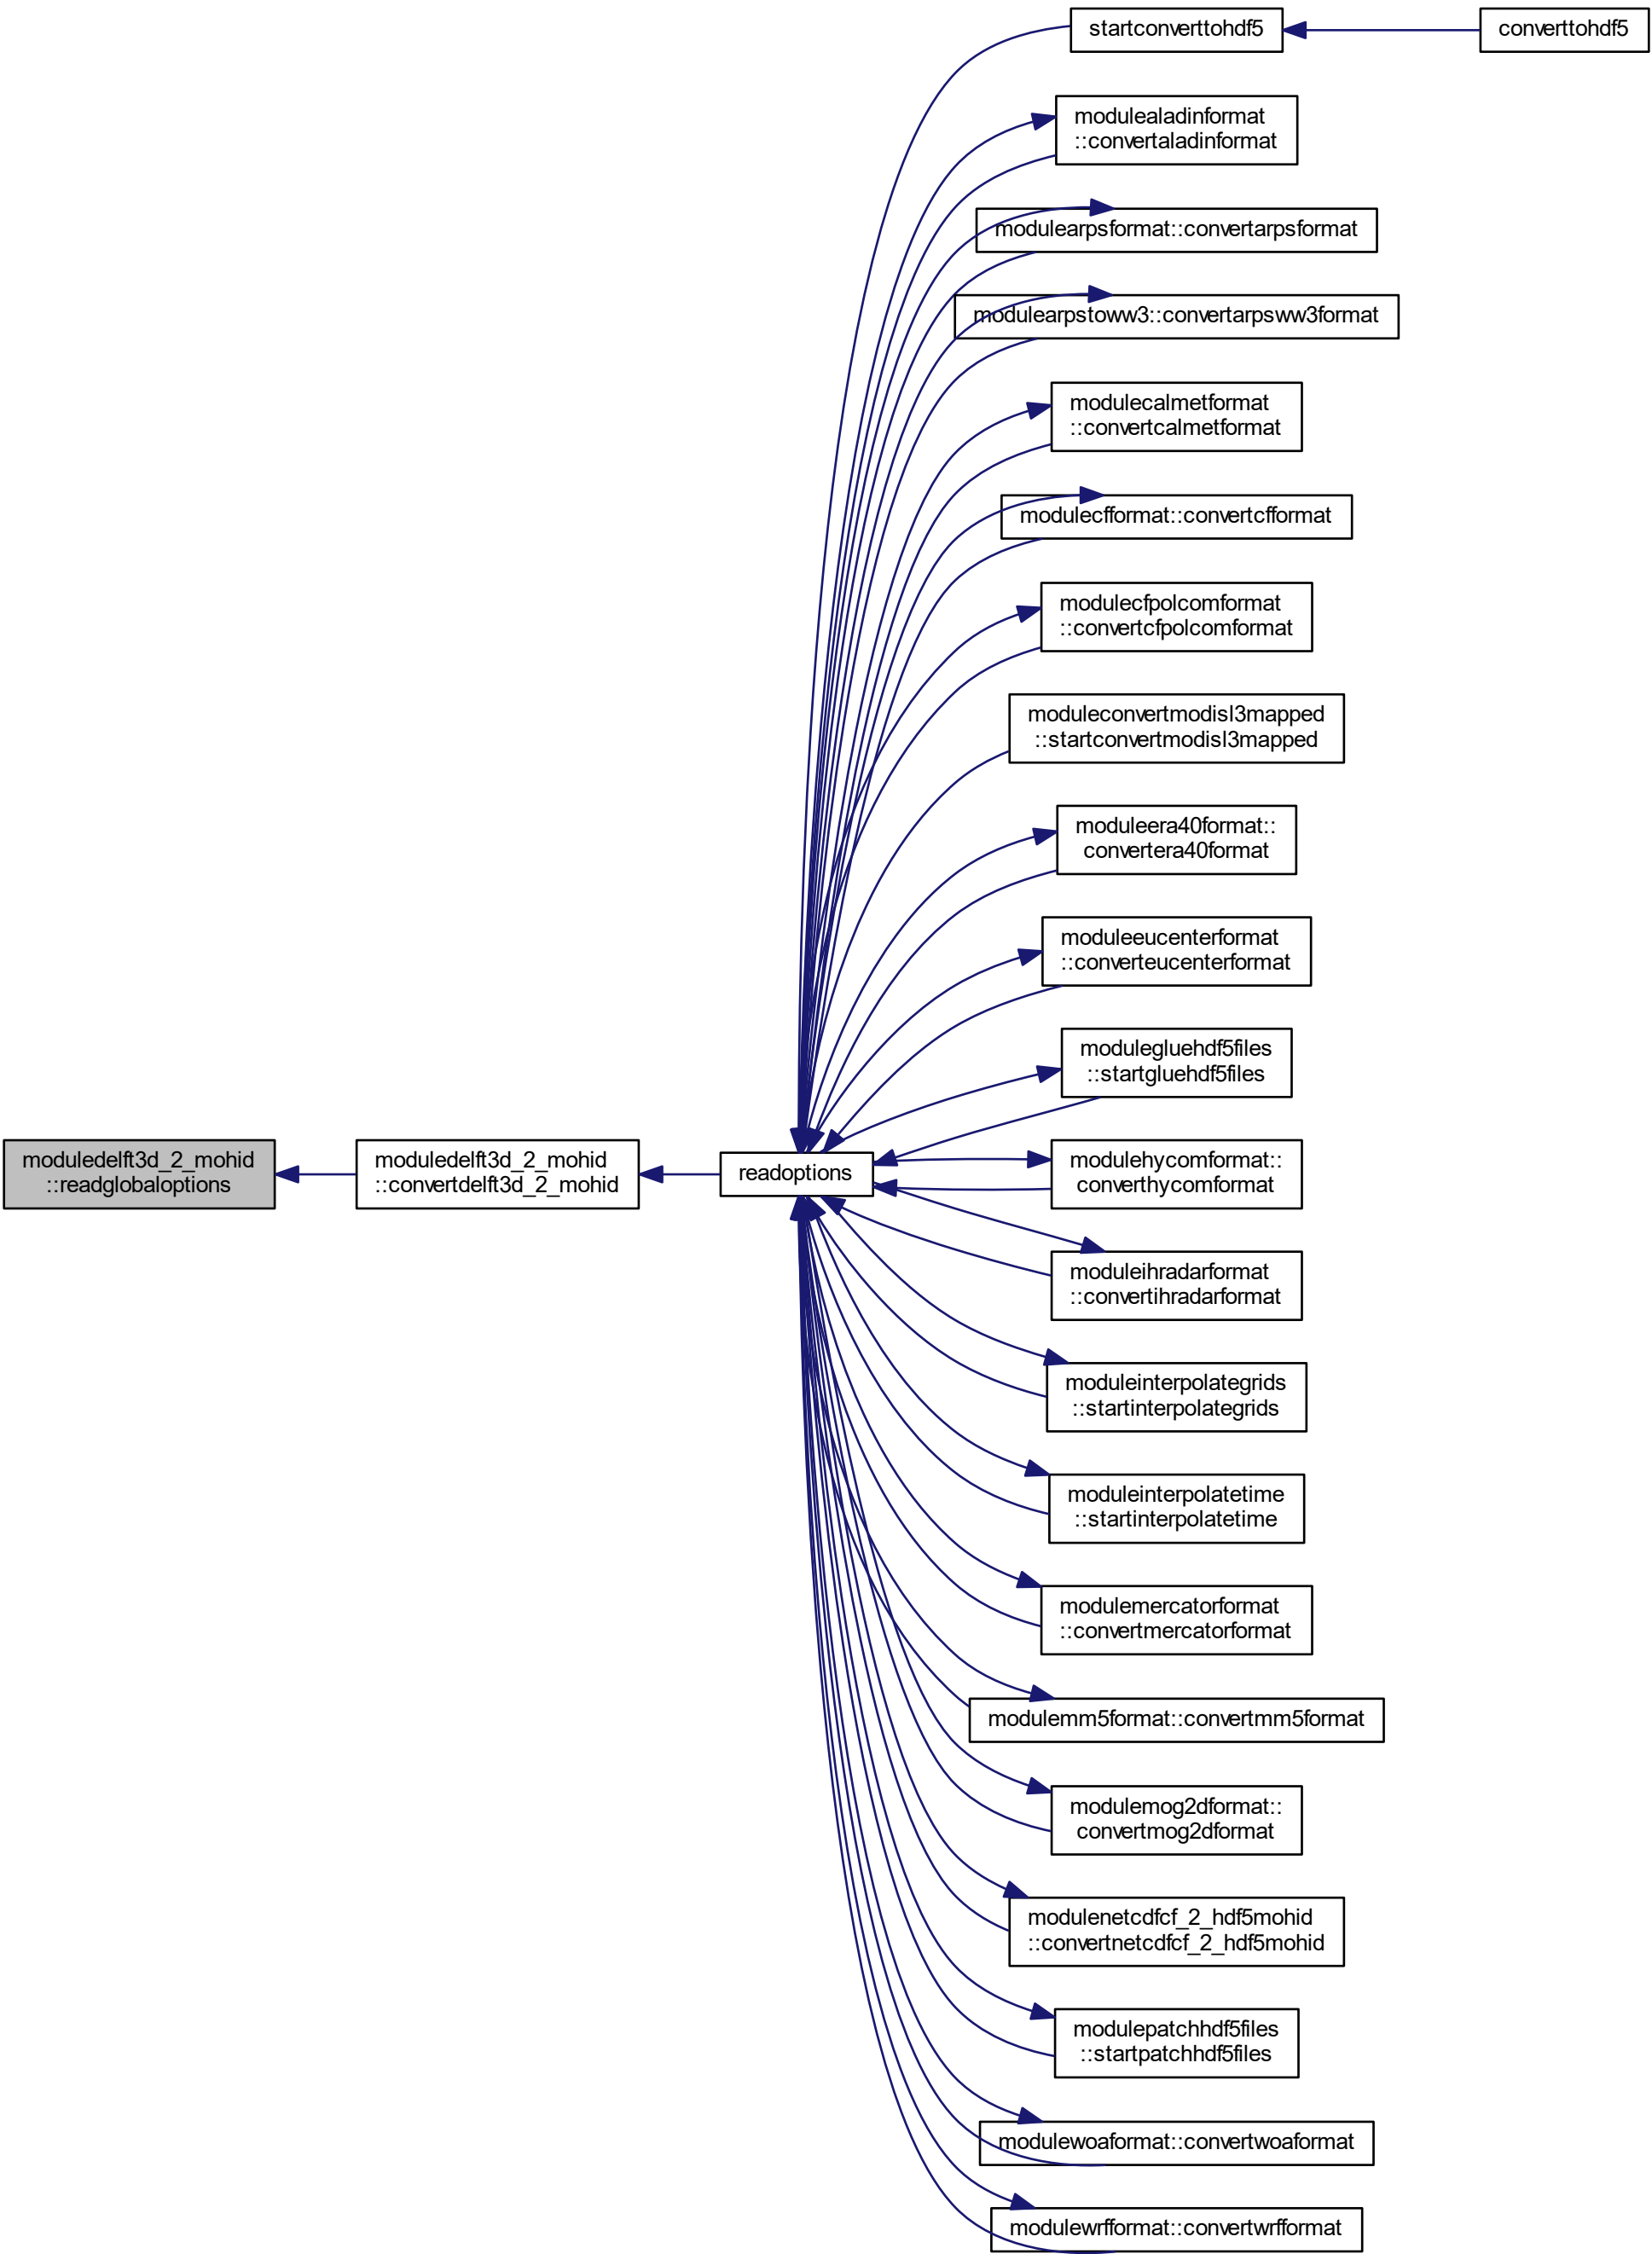 startconverttohdf5
converttohdf5
modulealadinformat
::convertaladinformat
modulearpsformat::convertarpsformat
modulearpstoww3::convertarpsww3format
modulecalmetformat
::convertcalmetformat
modulecfformat::convertcfformat
modulecfpolcomformat
::convertcfpolcomformat
moduleconvertmodisl3mapped
::startconvertmodisl3mapped
moduleera40format::
convertera40format
moduleeucenterformat
::converteucenterformat
modulegluehdf5files
::startgluehdf5files
moduledelft3d_2_mohid
::readglobaloptions
moduledelft3d_2_mohid
::convertdelft3d_2_mohid
readoptions
modulehycomformat::
converthycomformat
moduleihradarformat
::convertihradarformat
moduleinterpolategrids
::startinterpolategrids
moduleinterpolatetime
::startinterpolatetime
modulemercatorformat
::convertmercatorformat
modulemm5format::convertmm5format
modulemog2dformat::
convertmog2dformat
modulenetcdfcf_2_hdf5mohid
::convertnetcdfcf_2_hdf5mohid
modulepatchhdf5files
::startpatchhdf5files
modulewoaformat::convertwoaformat
modulewrfformat::convertwrfformat